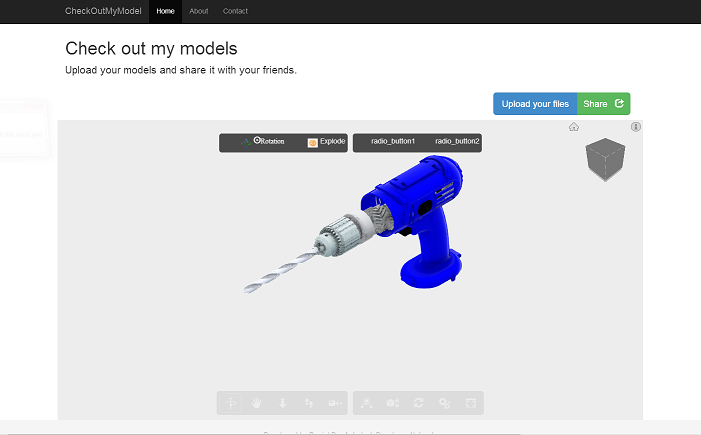 CheckOutMyModel Home About Contact
Check out my models
Upload your models and share it with your friends.
Upload your files Share
Rotation Explode radio_button1 radio_button2